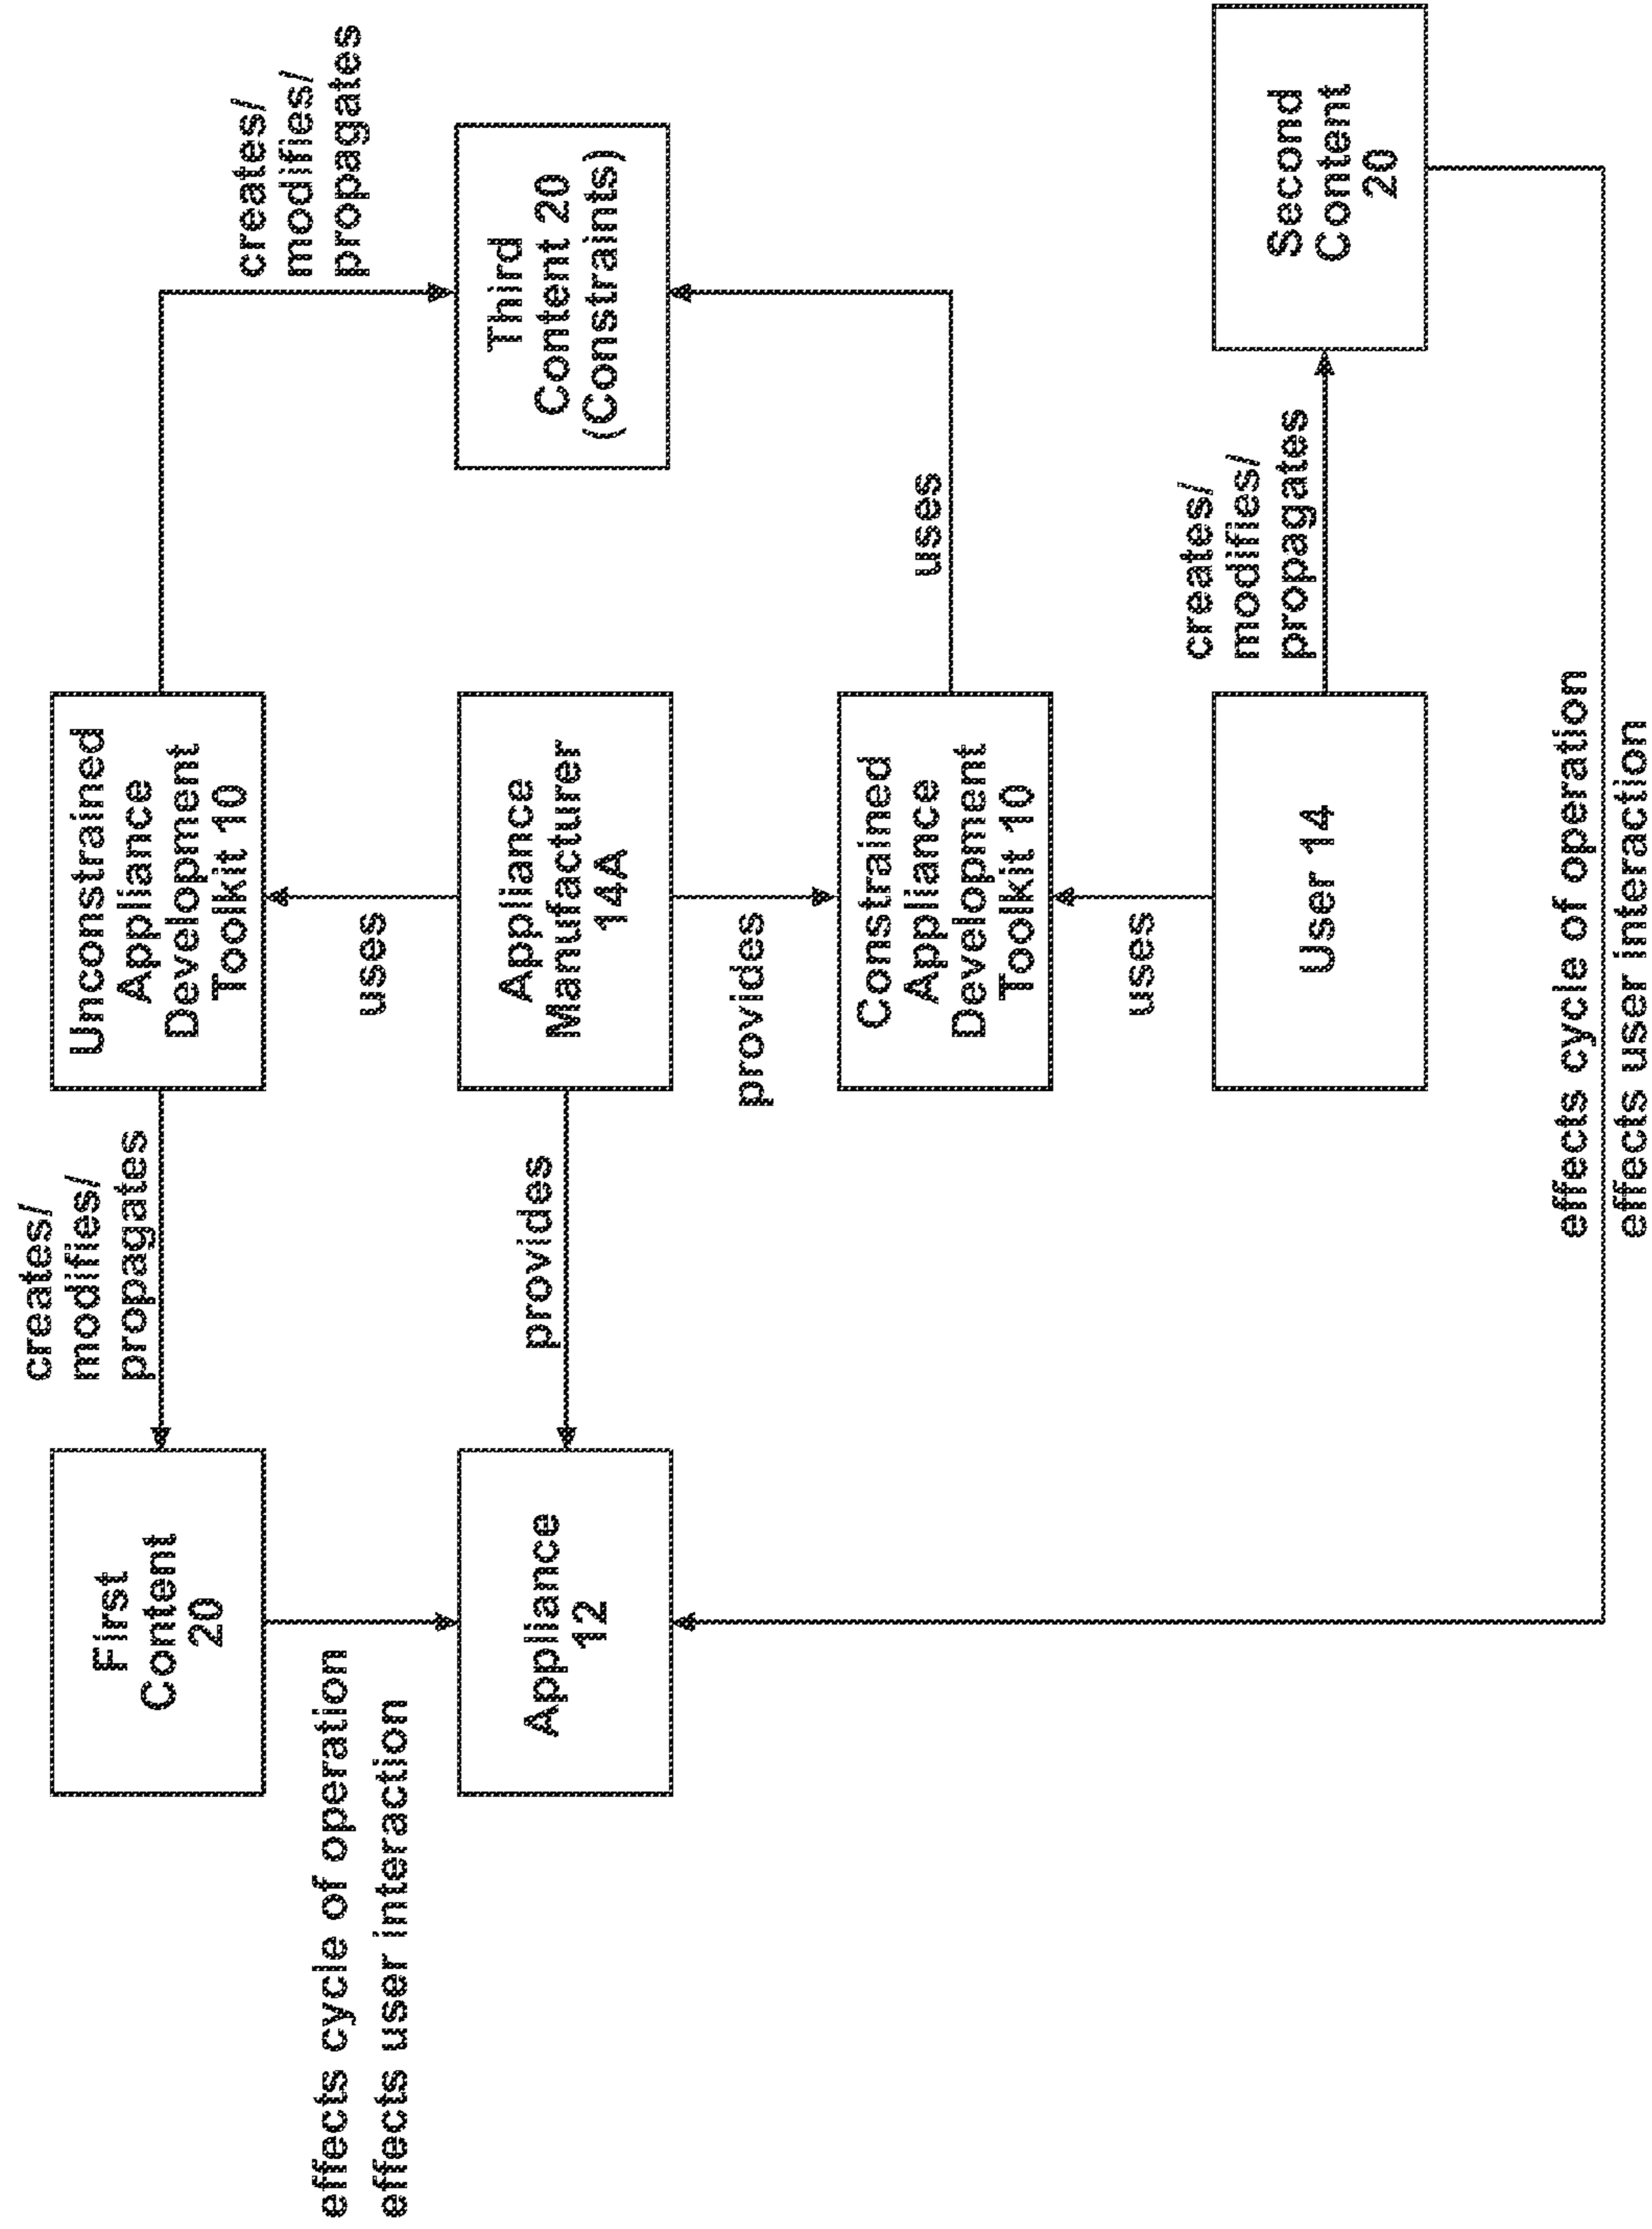 creates/
modifies/
propagates
creates/
modifies/
propagates
First
Content
20
Unconstrained
Appliance
Development
Toolkit 10
effects cycle of operation
effects user interaction
uses
Appliance
12
provides
Appliance
Manufacturer
14A
Third
Content 20
(Constraints)
provides
Constrained
Appliance
Development
Toolkit 10
uses
uses
creates/
modifies/
propagates
User 14
Second
Content
20
effects cycle of operation
effects user interaction